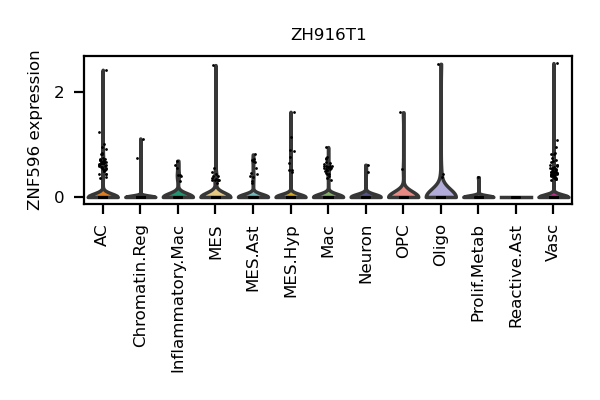 ZH916T1
ZNF596 expression
2
0
AC
Chromatin.Reg
Inflammatory.Mac
MES
MES.Ast
MES.Hyp
Mac
Neuron
OPC
Oligo
Prolif.Metab
Reactive.Ast
Vasc